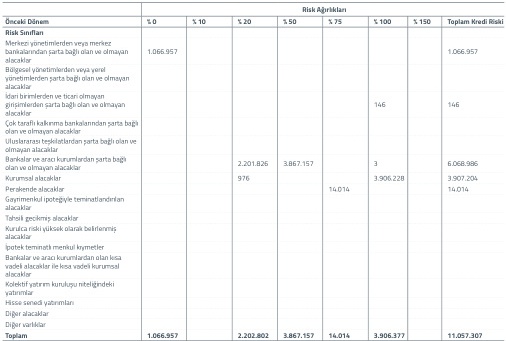 Risk Ağırlıkları
Önceki Dönem % 0 % 10 % 20 % 50 % 75 % 100 % 150 Toplam Kredi Riski
Risk Sınıfları
Merkezi yönetimlerden veya merkez
bankalarından şarta bağlı olan ve olmayan 1.066.957 1.066.957
alacaklar
Bölgesel yönetimlerden veya yerel
yönetimlerden şarta bağlı olan ve olmayan
alacaklar
İdari birimlerden ve ticari olmayan
girişimlerden şarta bağlı olan ve olmayan 146 146
alacaklar
Çok taraflı kalkınma bankalarından şarta bağlı
olan ve olmayan alacaklar
Uluslararası teşkilatlardan şarta bağlı olan ve
olmayan alacaklar
Bankalar ve aracı kurumlardan şarta bağlı
olan ve olmayan alacaklar 2.201.826 3.867.157 3 6.068.986
Kurumsal alacaklar 976 3.906.228 3.907.204
Perakende alacaklar 14.014 14.014
Gayrimenkul ipoteğiyle teminatlandırılan
alacaklar
Tahsili gecikmiş alacaklar
Kurulca riski yüksek olarak belirlenmiş
alacaklar
İpotek teminatlı menkul kıymetler
Bankalar ve aracı kurumlardan olan kısa
vadeli alacaklar ile kısa vadeli kurumsal
alacaklar
Kolektif yatırım kuruluşu niteliğindeki
yatırımlar
Hisse senedi yatırımları
Diğer alacaklar
Diğer varlıklar
Toplam 1.066.957 2.202.802 3.867.157 14.014 3.906.377 11.057.307